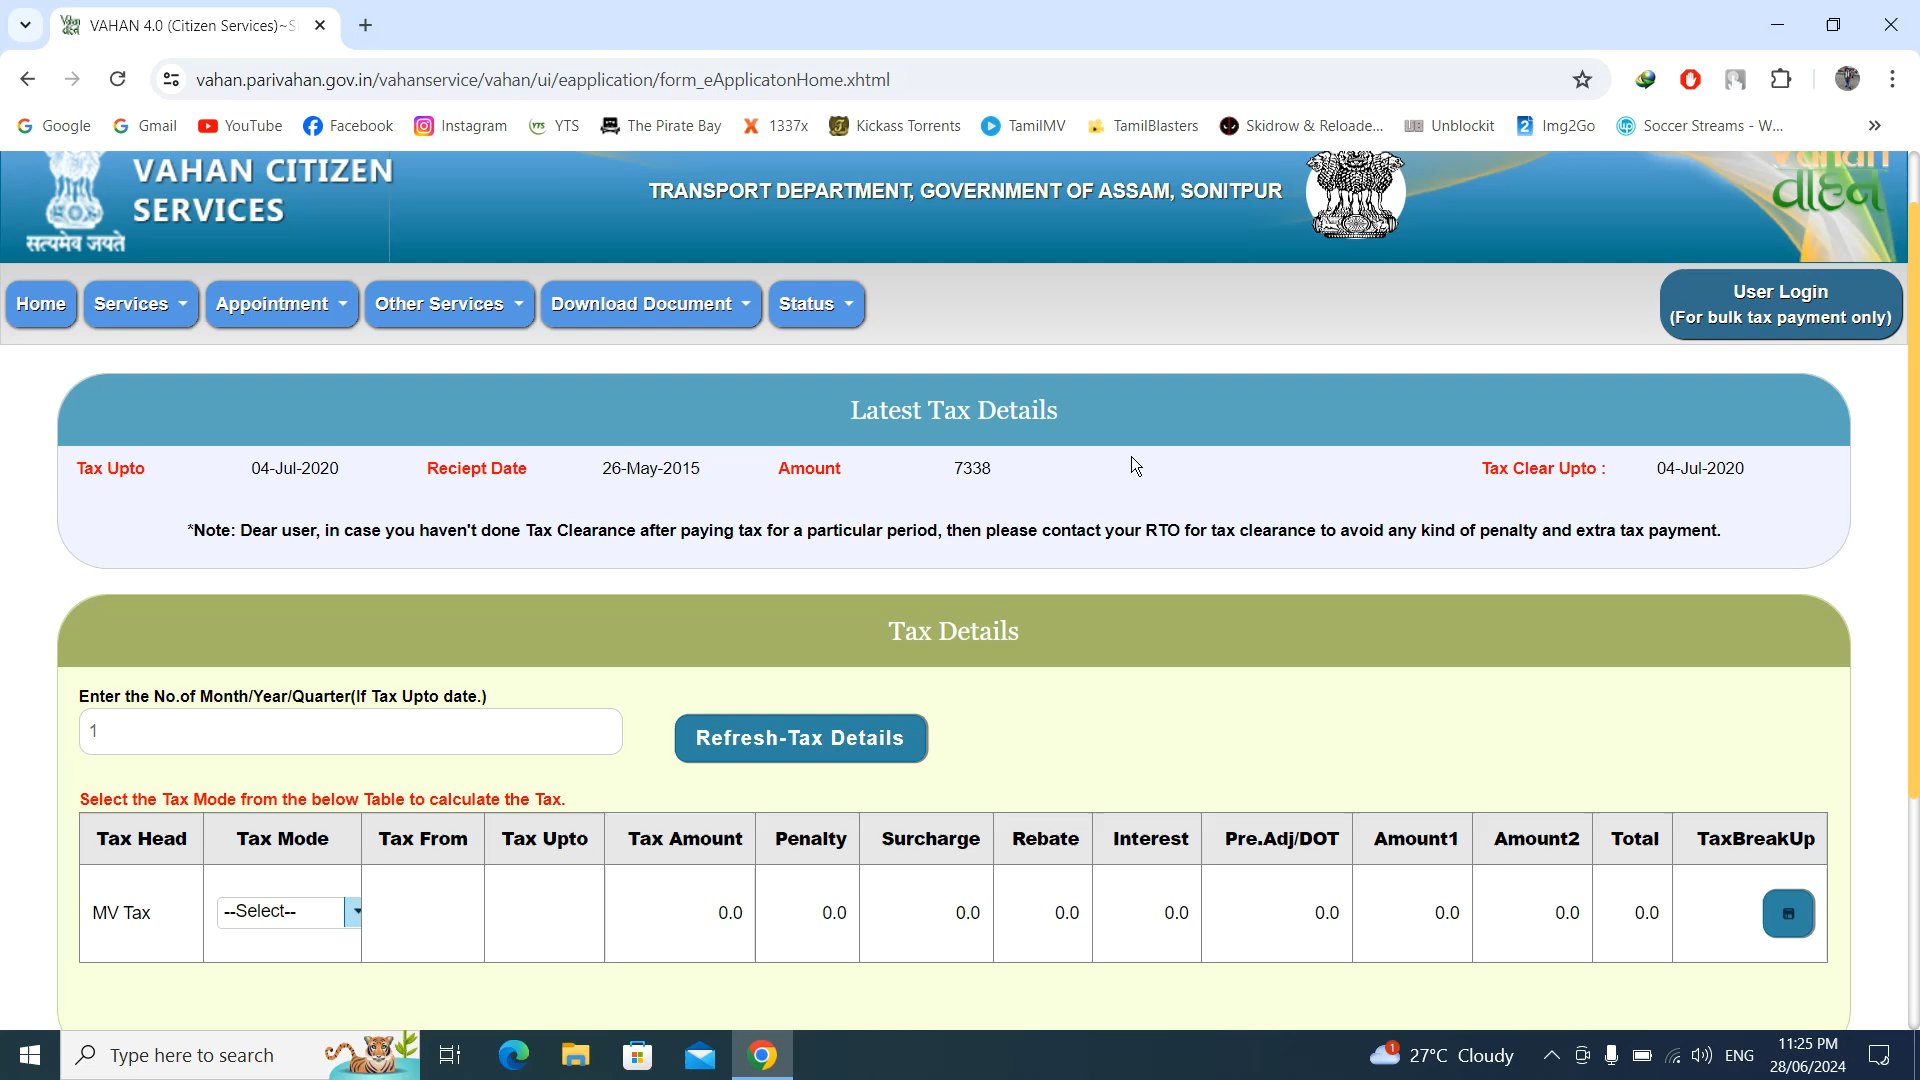 VAHAN 4.0 (Citizen Services)~S
vahan.parivahan.gov.in/vahanservice/vahan/ui/eapplication/form_eApplicatonHome.xhtml
Google Gmail YouTube Facebook Instagram YTS The Pirate Bay 1337x Kickass Torrents TamilMV TamilBlasters Skidrow & Reloade... Unblockit Img2Go Soccer Streams - W...
VAHAN CITIZEN
SERVICES
सत्यमेव जयते
TRANSPORT DEPARTMENT, GOVERNMENT OF ASSAM, SONITPUR
वाहन
Home Services Appointment Other Services Download Document Status
User Login
(For bulk tax payment only)
Latest Tax Details
Tax Upto 04-Jul-2020 Reciept Date 26-May-2015 Amount 7338 Tax Clear Upto : 04-Jul-2020
*Note: Dear user, in case you haven't done Tax Clearance after paying tax for a particular period, then please contact your RTO for tax clearance to avoid any kind of penalty and extra tax payment.
Tax Details
Enter the No.of Month/Year/Quarter(If Tax Upto date.)
1
Refresh-Tax Details
Select the Tax Mode from the below Table to calculate the Tax.
Tax Head Tax Mode Tax From Tax Upto Tax Amount Penalty Surcharge Rebate Interest Pre.Adj/DOT Amount1 Amount2 Total TaxBreakUp
MV Tax --Select-- 0.0 0.0 0.0 0.0 0.0 0.0 0.0 0.0 0.0
Type here to search
1 27°C Cloudy ENG
11:25 PM
28/06/2024